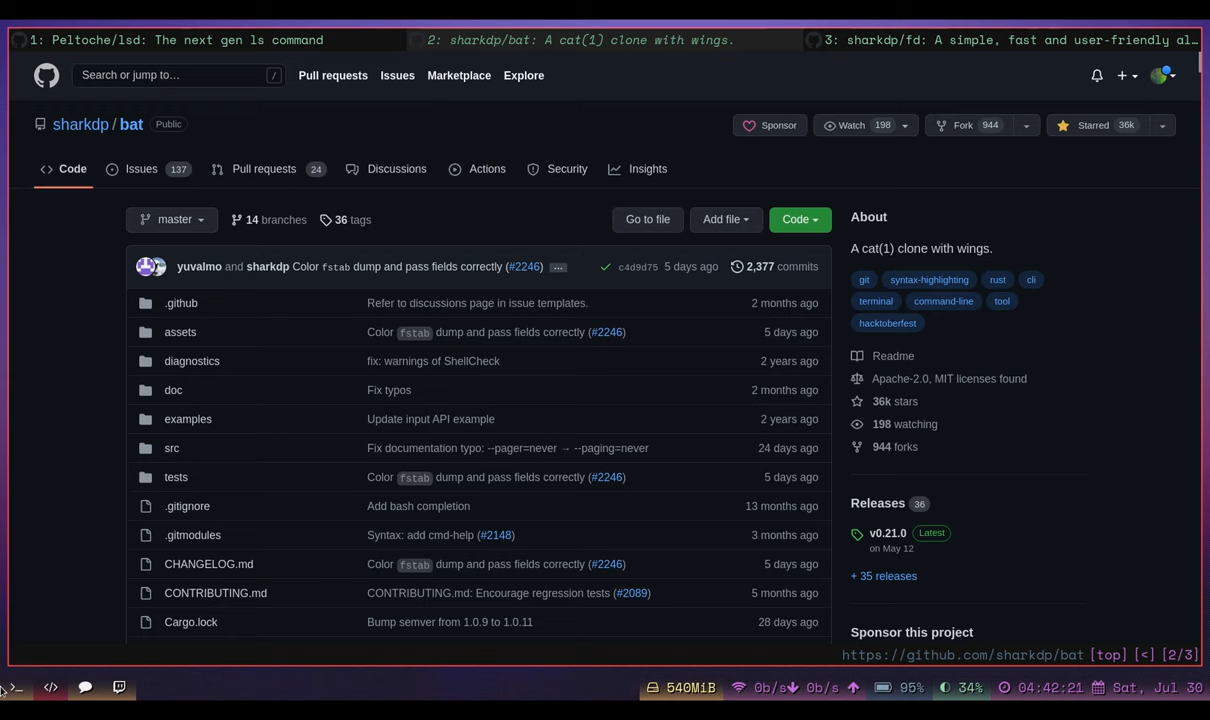 1: Peltoche/lsd: The next gen ls command
2: sharkdp/bat: A cat(1) clone with wings.
3: sharkdp/fd: A simple, fast and user-friendly al…
Search or jump to… /
Pull requests Issues Marketplace Explore
sharkdp / bat Public
Sponsor Watch 198 Fork 944 Starred 36k
Code Issues 137 Pull requests 24 Discussions Actions Security Insights
master 14 branches 36 tags Go to file Add file Code
yuvalmo and sharkdp Color fstab dump and pass fields correctly (#2246) … c4d9d75 5 days ago 2,377 commits
.github Refer to discussions page in issue templates. 2 months ago
assets Color fstab dump and pass fields correctly (#2246) 5 days ago
diagnostics fix: warnings of ShellCheck 2 years ago
doc Fix typos 2 months ago
examples Update input API example 2 years ago
src Fix documentation typo: --pager=never → --paging=never 24 days ago
tests Color fstab dump and pass fields correctly (#2246) 5 days ago
.gitignore Add bash completion 13 months ago
.gitmodules Syntax: add cmd-help (#2148) 3 months ago
CHANGELOG.md Color fstab dump and pass fields correctly (#2246) 5 days ago
CONTRIBUTING.md CONTRIBUTING.md: Encourage regression tests (#2089) 5 months ago
Cargo.lock Bump semver from 1.0.9 to 1.0.11 28 days ago
About
A cat(1) clone with wings.
git syntax-highlighting rust cli
terminal command-line tool
hacktoberfest
Readme
Apache-2.0, MIT licenses found
36k stars
198 watching
944 forks
Releases 36
v0.21.0 Latest
on May 12
+ 35 releases
Sponsor this project
https://github.com/sharkdp/bat [top] [<] [2/3]
540MiB 0b/s 0b/s 95% 34% 04:42:21 Sat, Jul 30